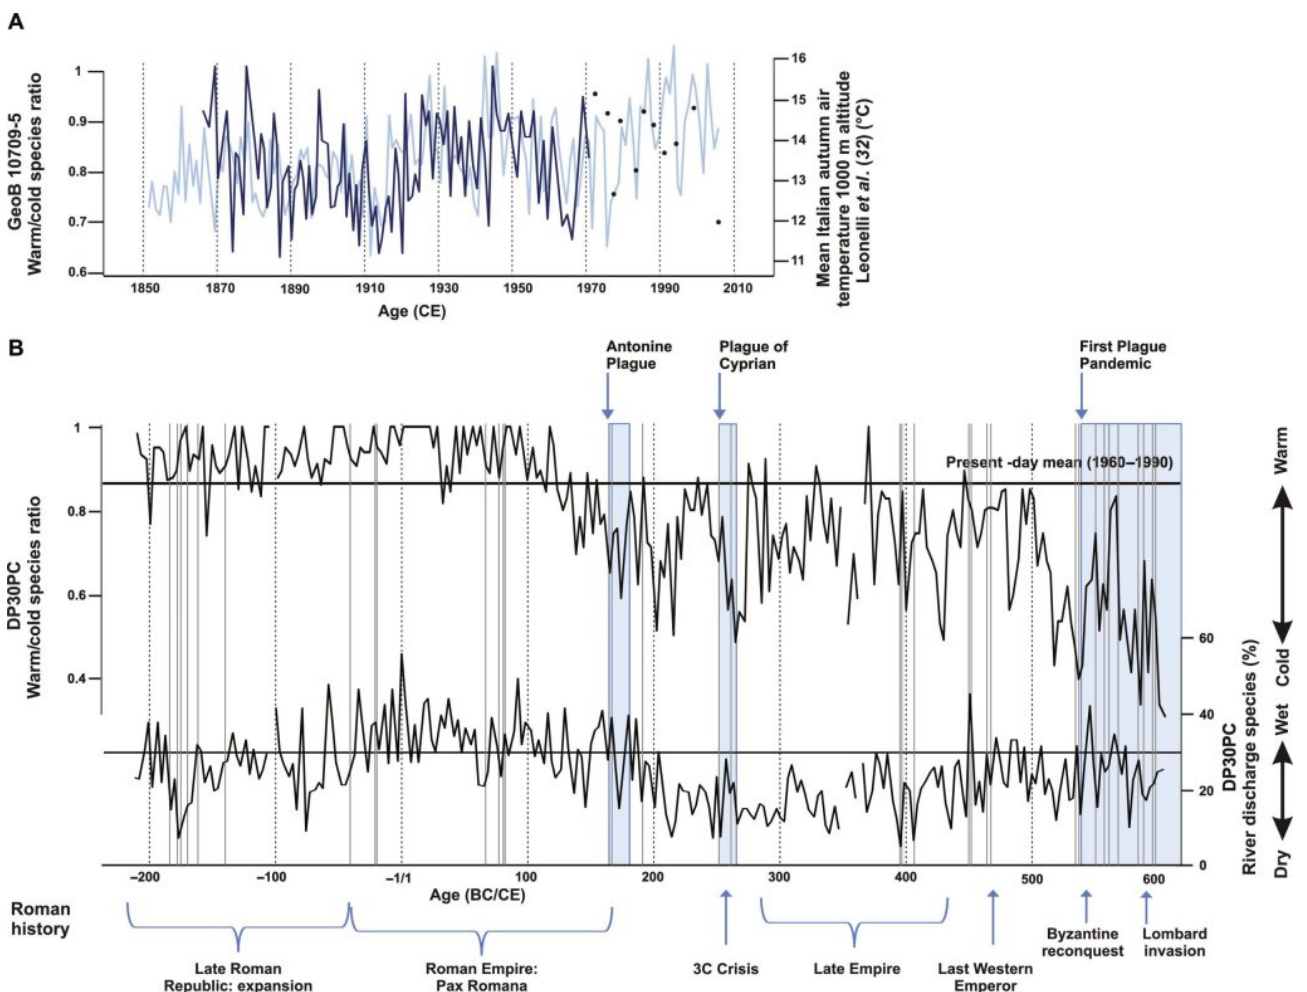 A
GeoB 10709-5
Warm/cold species ratio
1
0.9
0.8
0.7
0.6
16
15
14
13
12
11
Mean Italian autumn air
temperature 1000 m altitude
Leonelli et al. (32) (°C)
1850 1870 1890 1910 1930 1950 1970 1990 2010
Age (CE)
B
Antonine
Plague
Plague of
Cyprian
First Plague
Pandemic
DP30PC
Warm/cold species ratio
1
0.8
0.6
0.4
Present -day mean (1960–1990)
60
40
20
0
DP30PC
River discharge species (%)
Warm
Cold
Wet
Dry
–200 –100 –1/1 100 200 300 400 500 600
Age (BC/CE)
Roman
history
Late Roman
Republic: expansion
Roman Empire:
Pax Romana
3C Crisis
Late Empire
Last Western
Emperor
Byzantine
reconquest
Lombard
invasion